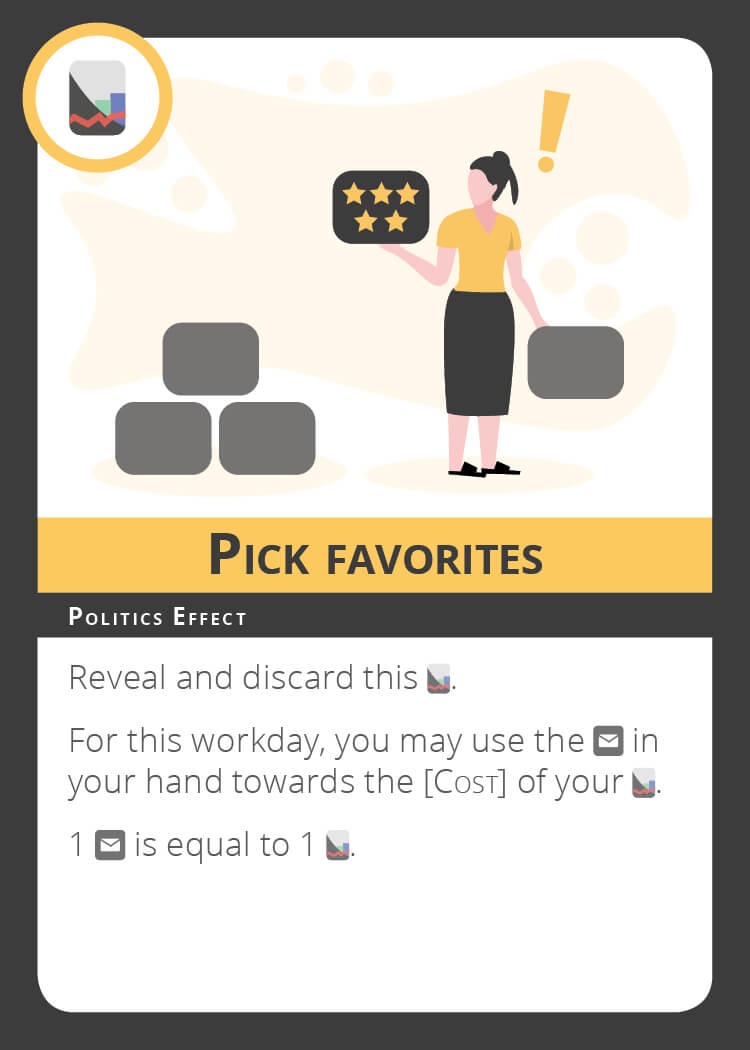 Pick favorites
Politics Effect
Reveal and discard this .
For this workday, you may use the in
your hand towards the [Cost] of your .
1 is equal to 1 .